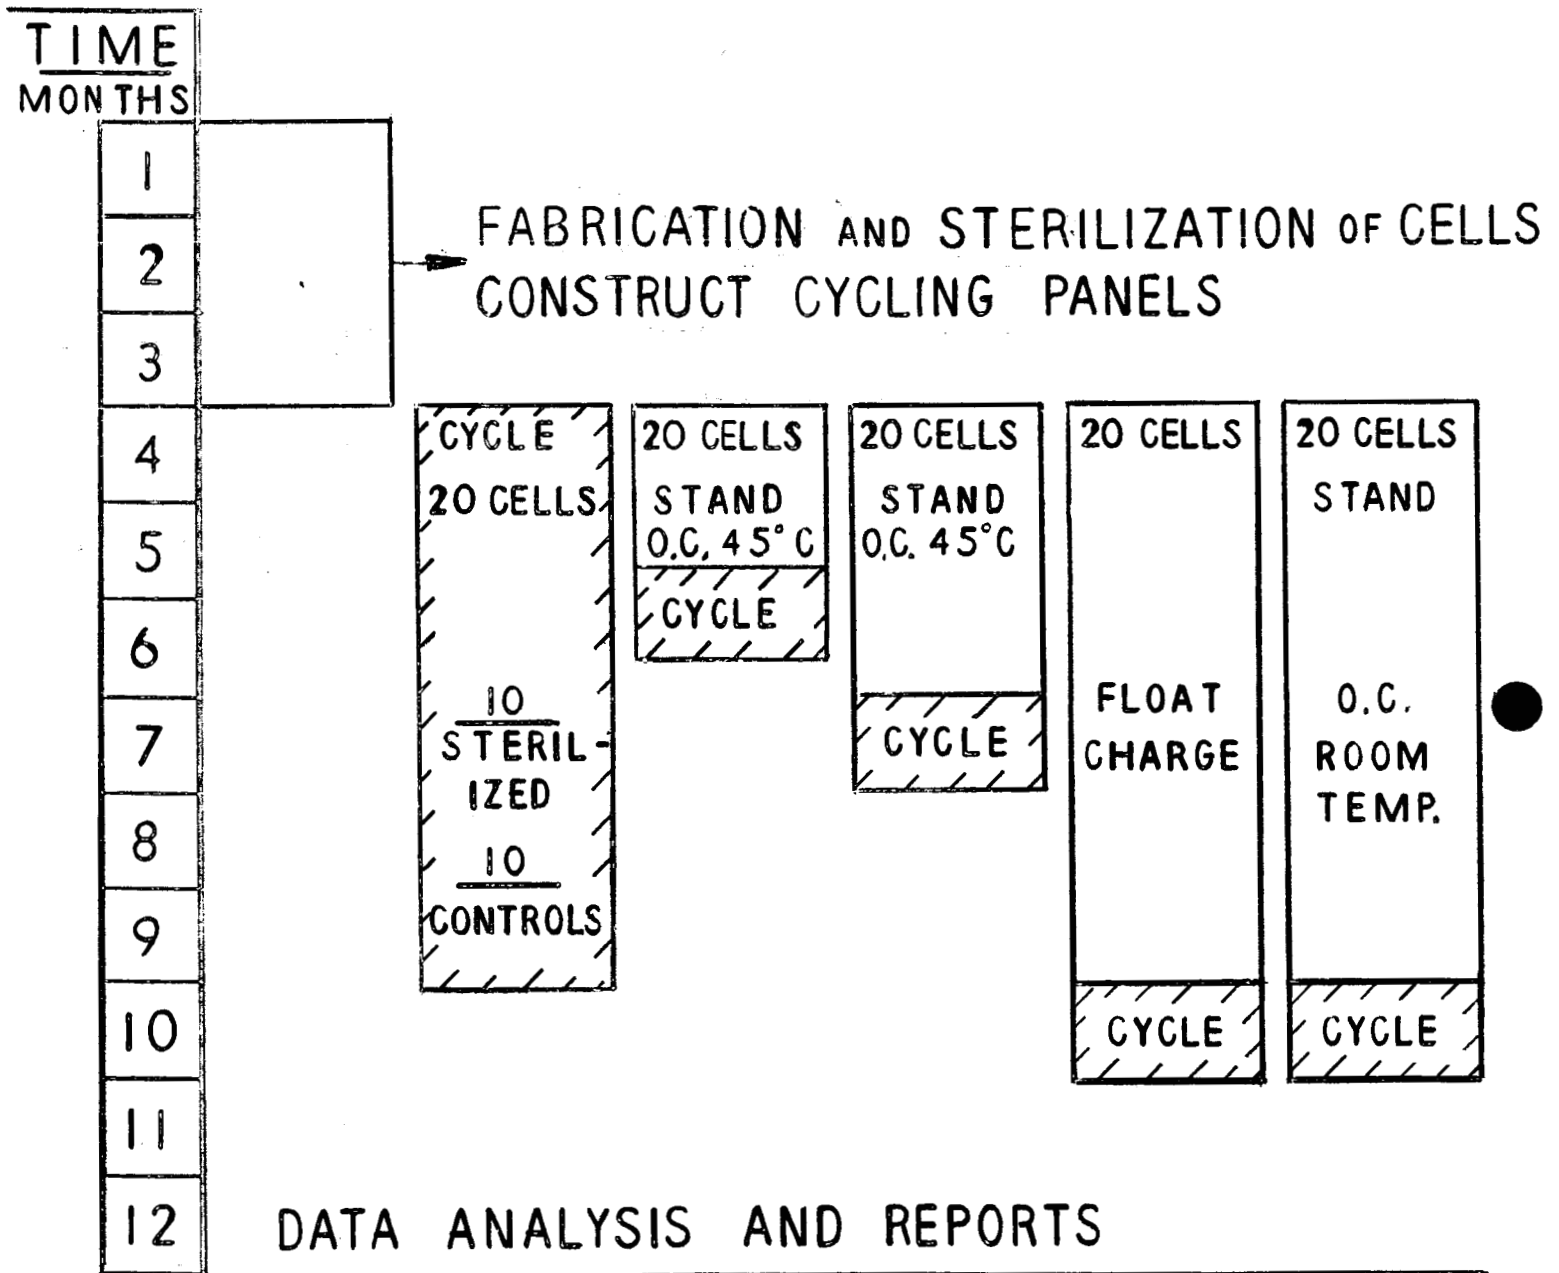 TIME
MONTHS
1
2
3
4
5
6
7
8
9
10
11
12
FABRICATION AND STERILIZATION OF CELLS
CONSTRUCT CYCLING PANELS
CYCLE
20 CELLS
10
STERIL-
IZED
10
CONTROLS
20 CELLS
STAND
O.C. 45°C
CYCLE
20 CELLS
STAND
O.C. 45°C
CYCLE
20 CELLS
FLOAT
CHARGE
CYCLE
20 CELLS
STAND
O.C.
ROOM
TEMP.
CYCLE
DATA ANALYSIS AND REPORTS